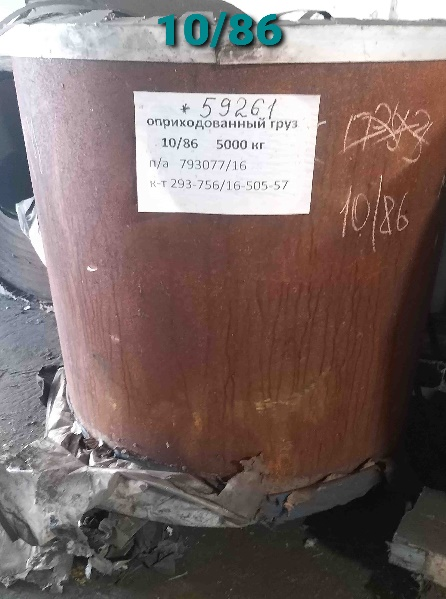 10/86
* 59261
оприходованный груз
10/86 5000 кг
п/а 793077/16
к-т 293-756/16-505-57
10/86